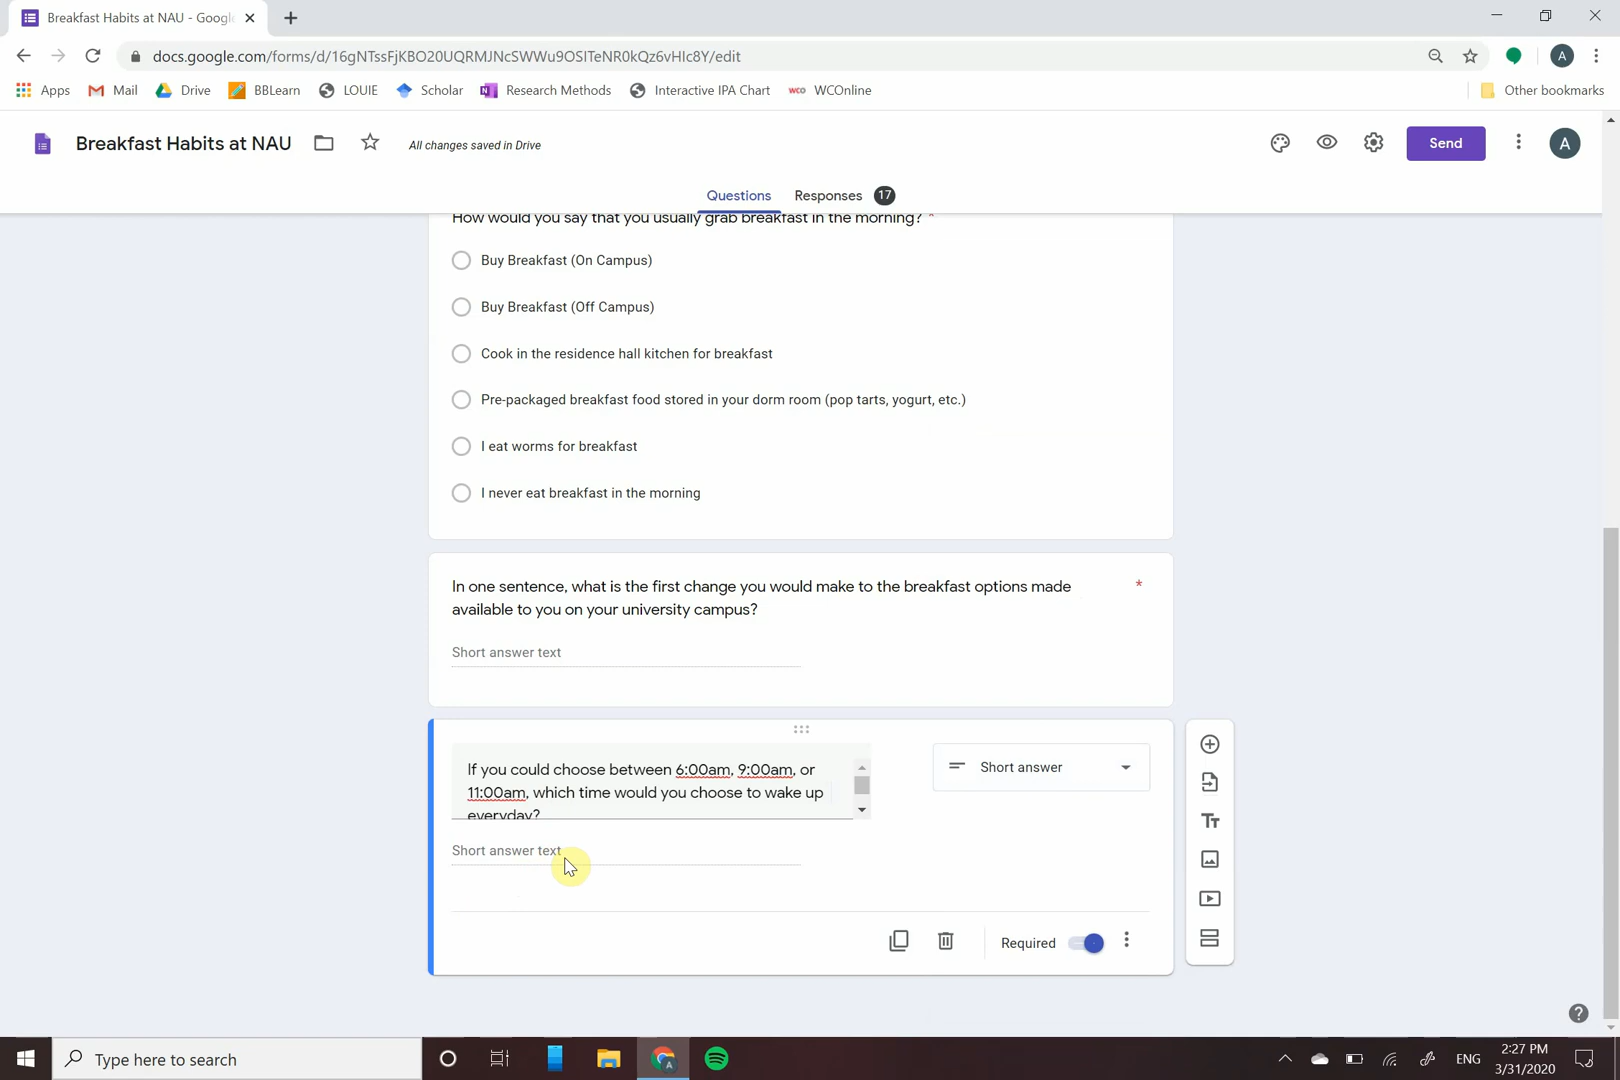 Breakfast Habits at NAU - Googl
docs.google.com/forms/d/16gNTssFjKBO20UQRMJNcSWWu9OSITeNR0kQz6vHIc8Y/edit
A
Apps
Mail
Drive
BBLearn
LOUIE
Scholar
Research Methods
Interactive IPA Chart
WCO WCOnline
Other bookmarks
Breakfast Habits at NAU
All changes saved in Drive
Send
A
Questions
Responses 17
How would you say that you usually grab breakfast in the morning? *
Buy Breakfast (On Campus)
Buy Breakfast (Off Campus)
Cook in the residence hall kitchen for breakfast
Pre-packaged breakfast food stored in your dorm room (pop tarts, yogurt, etc.)
I eat worms for breakfast
I never eat breakfast in the morning
In one sentence, what is the first change you would make to the breakfast options made *
available to you on your university campus?
Short answer text
If you could choose between 6:00am, 9:00am, or
11:00am, which time would you choose to wake up
everyday?
Short answer
Short answer text
Tт
Required
Type here to search
A
ENG
2:27 PM
3/31/2020